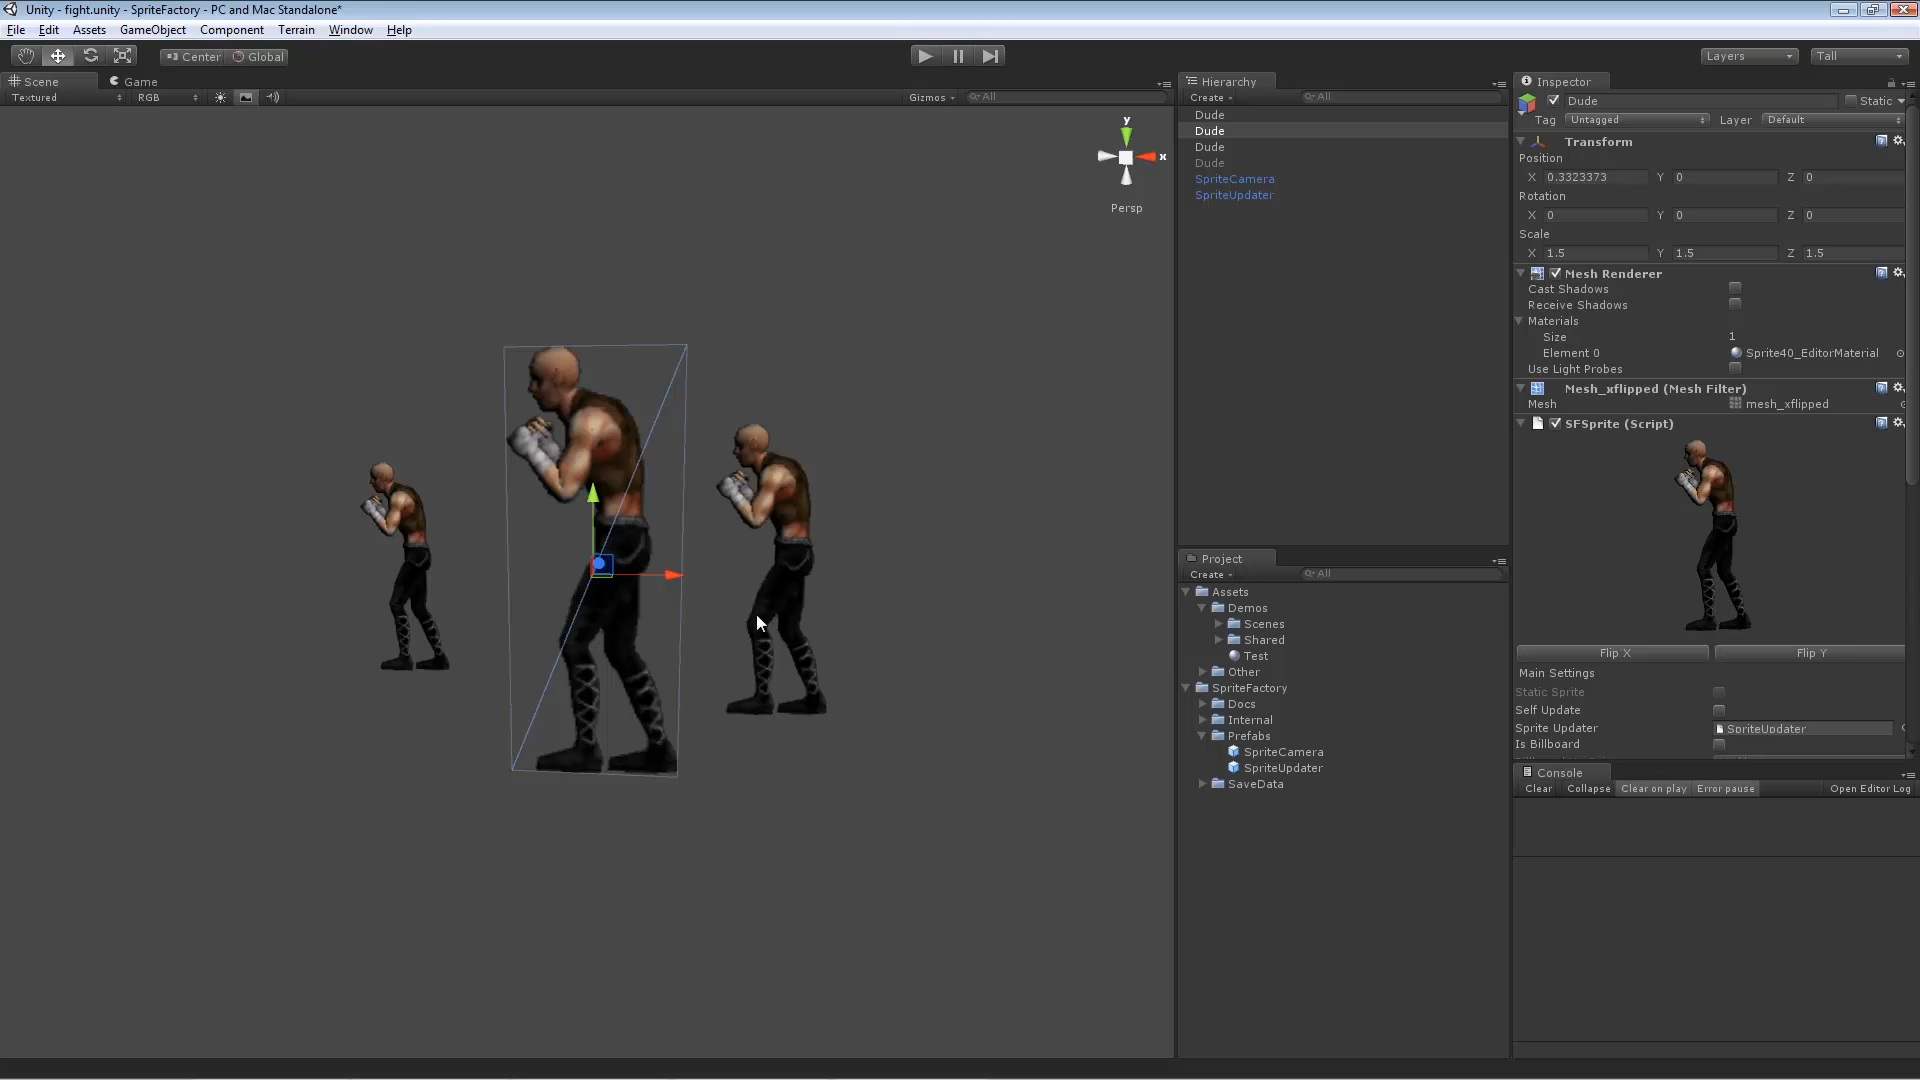 Unity - fight.unity - SpriteFactory - PC and Mac Standalone*
File Edit Assets GameObject Component Terrain Window Help
Center Global Layers Tall
Scene Game
Textured RGB Gizmos All
y
x
Persp
Hierarchy
Create All
Dude
Dude
Dude
Dude
SpriteCamera
SpriteUpdater
Project
Create All
Assets
Demos
Scenes
Shared
Test
Other
SpriteFactory
Docs
Internal
Prefabs
SpriteCamera
SpriteUpdater
SaveData
Inspector
Dude Static
Tag Untagged Layer Default
Transform
Position
X 0.3323373 Y 0 Z 0
Rotation
X 0 Y 0 Z 0
Scale
X 1.5 Y 1.5 Z 1.5
Mesh Renderer
Cast Shadows
Receive Shadows
Materials
Size 1
Element 0 Sprite40_EditorMaterial
Use Light Probes
Mesh_xflipped (Mesh Filter)
Mesh mesh_xflipped
SFSprite (Script)
Flip X Flip Y
Main Settings
Static Sprite
Self Update
Sprite Updater SpriteUpdater
Is Billboard
Console
Clear Collapse Clear on play Error pause Open Editor Log